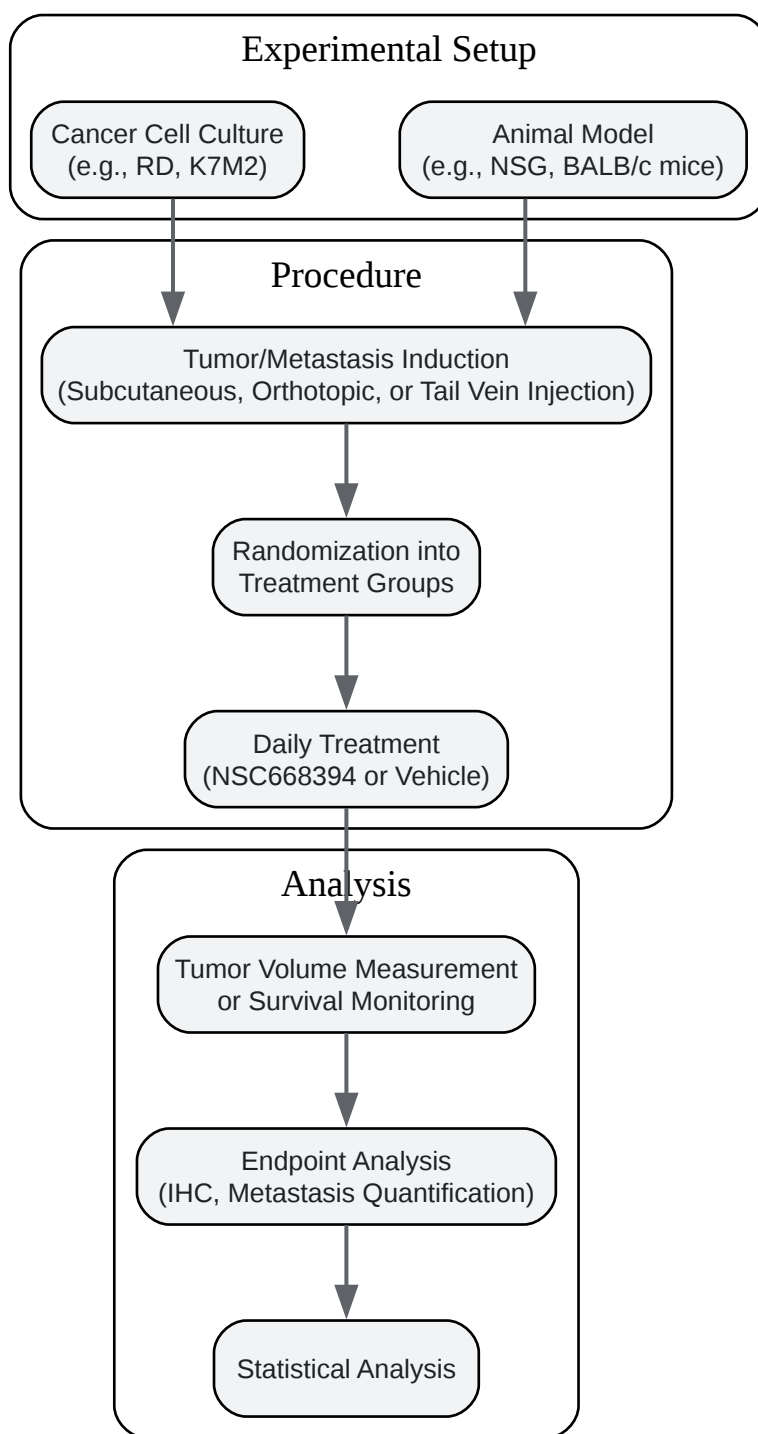 Experimental Setup
Cancer Cell Culture
(e.g., RD, K7M2)
Animal Model
(e.g., NSG, BALB/c mice)
Procedure
Tumor/Metastasis Induction
(Subcutaneous, Orthotopic, or Tail Vein Injection)
Randomization into
Treatment Groups
Daily Treatment
(NSC668394 or Vehicle)
Analysis
Tumor Volume Measurement
or Survival Monitoring
Endpoint Analysis
(IHC, Metastasis Quantification)
Statistical Analysis